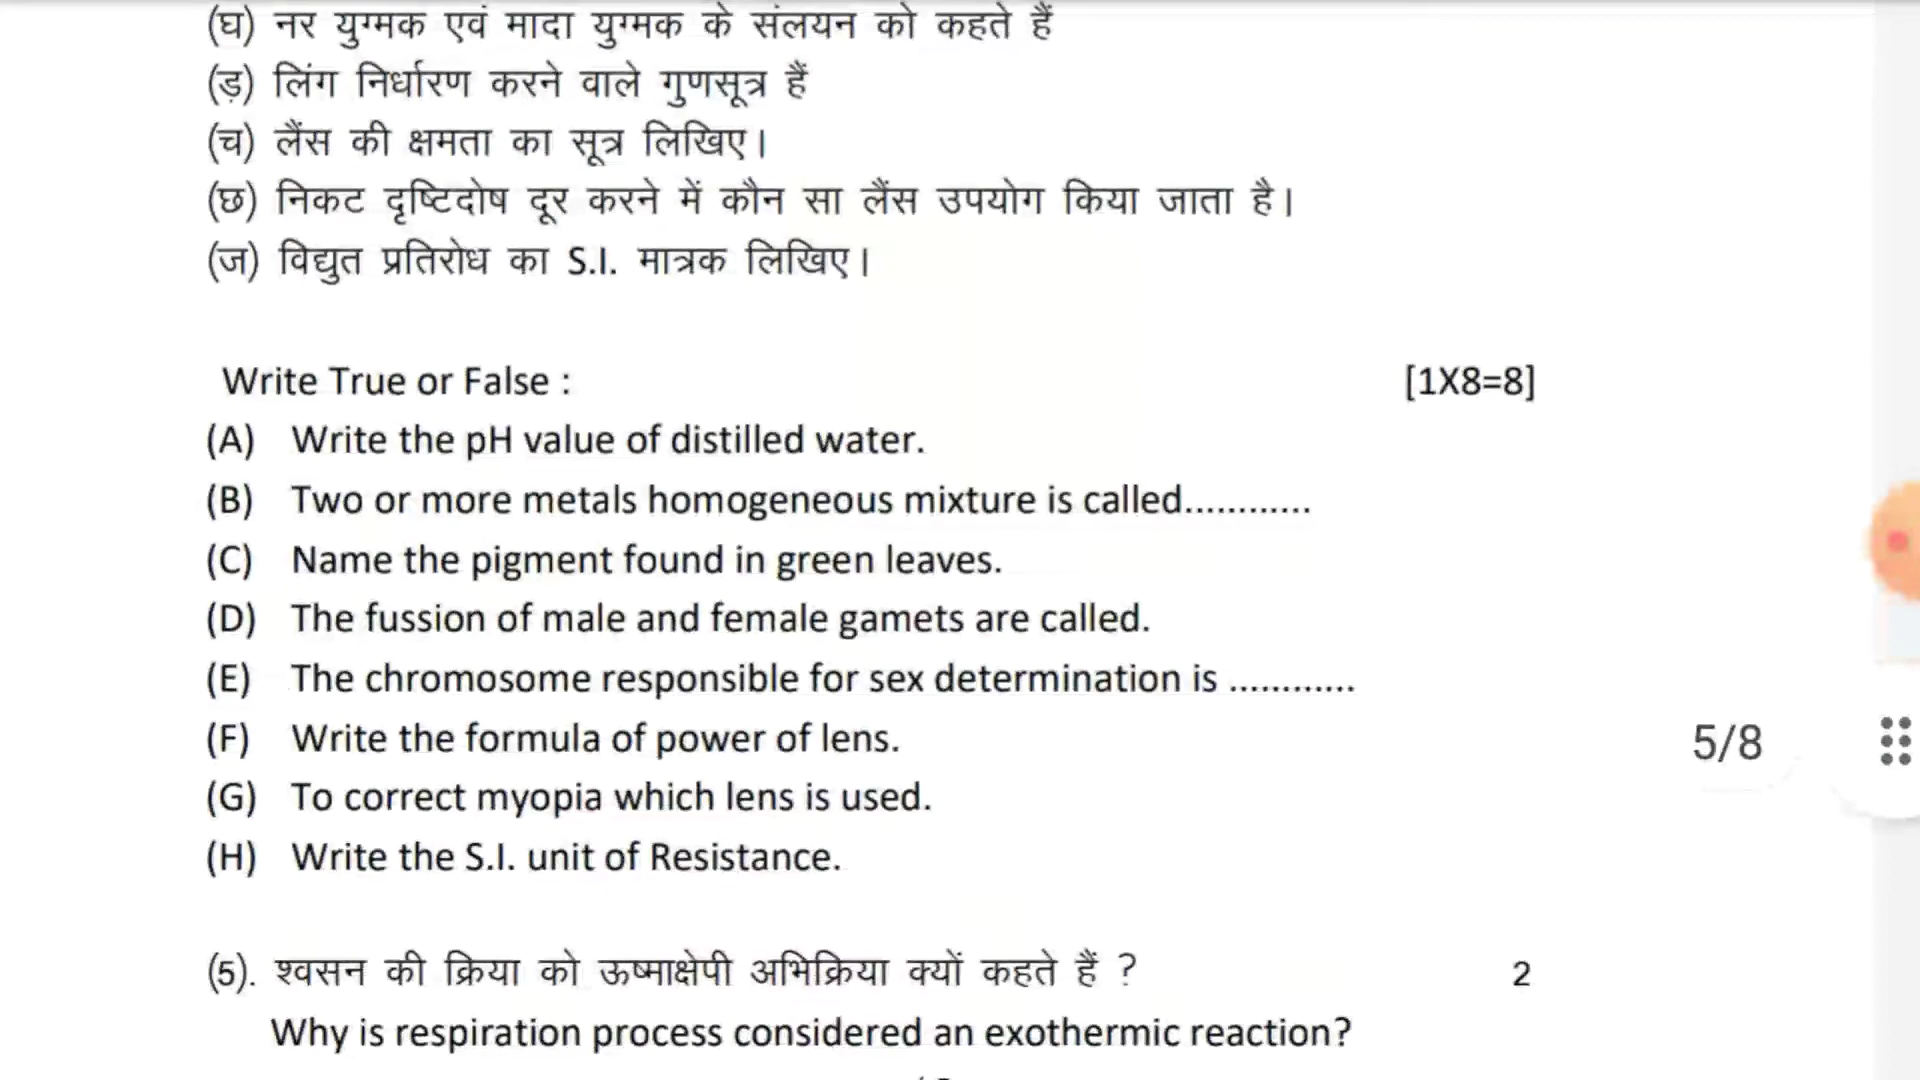 (घ) नर युग्मक एवं मादा युग्मक के संलयन को कहते हैं
(ड़) लिंग निर्धारण करने वाले गुणसूत्र हैं
(च) लैंस की क्षमता का सूत्र लिखिए।
(छ) निकट दृष्टिदोष दूर करने में कौन सा लैंस उपयोग किया जाता है।
(ज) विद्युत प्रतिरोध का S.I. मात्रक लिखिए।
Write True or False : [1X8=8]
(A) Write the pH value of distilled water.
(B) Two or more metals homogeneous mixture is called............
(C) Name the pigment found in green leaves.
(D) The fussion of male and female gamets are called.
(E) The chromosome responsible for sex determination is ............
(F) Write the formula of power of lens.
5/8
(G) To correct myopia which lens is used.
(H) Write the S.I. unit of Resistance.
(5). श्वसन की क्रिया को ऊष्माक्षेपी अभिक्रिया क्यों कहते हैं ? 2
Why is respiration process considered an exothermic reaction?